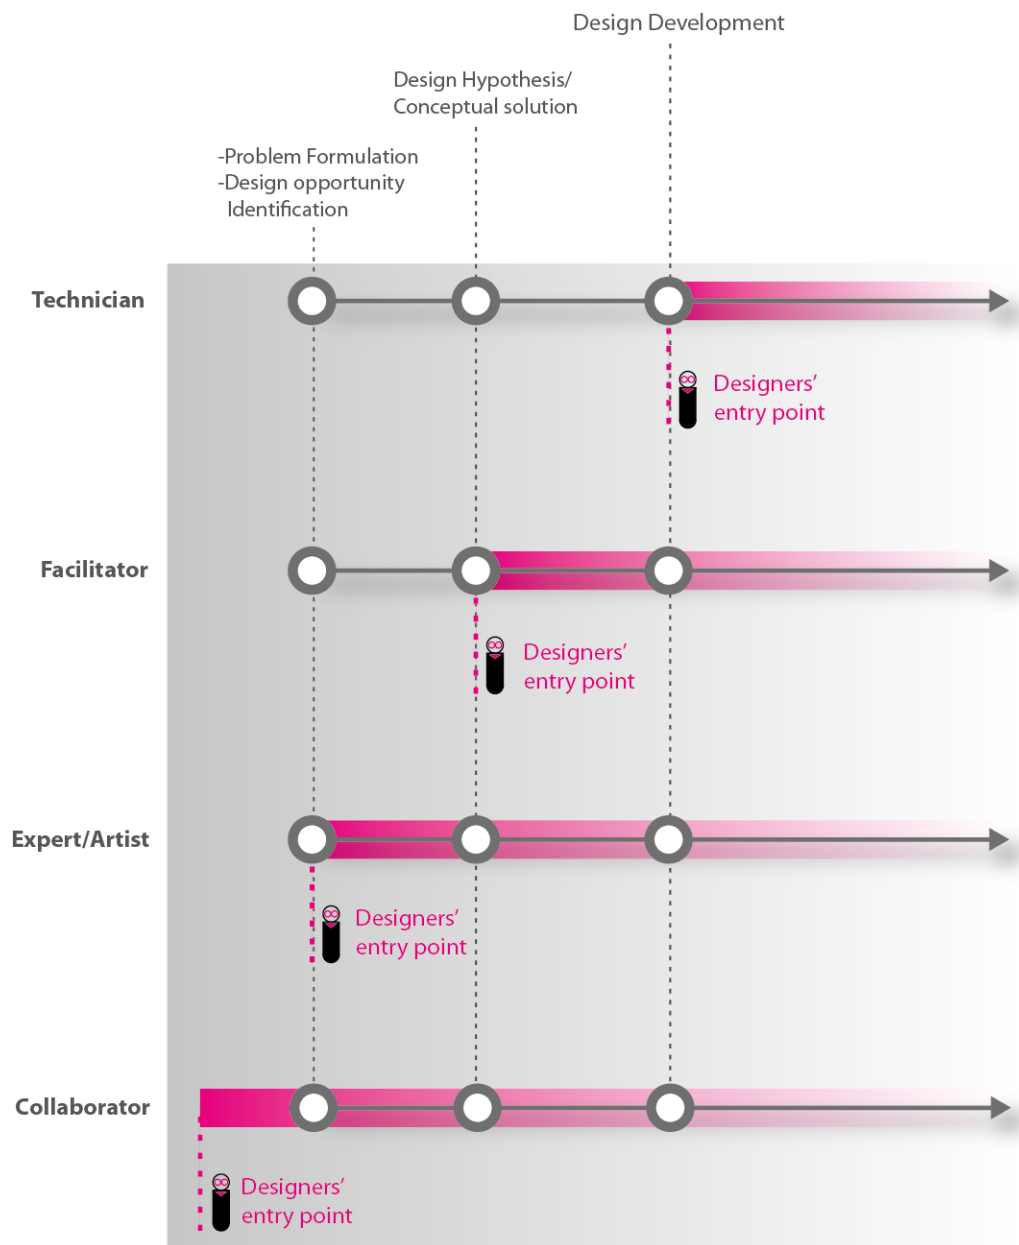 Design Development
Design Hypothesis/
Conceptual solution
-Problem Formulation
-Design opportunity
Identification
Technician
Designers’
entry point
Facilitator
Designers’
entry point
Expert/Artist
Designers’
entry point
Collaborator
Designers’
entry point